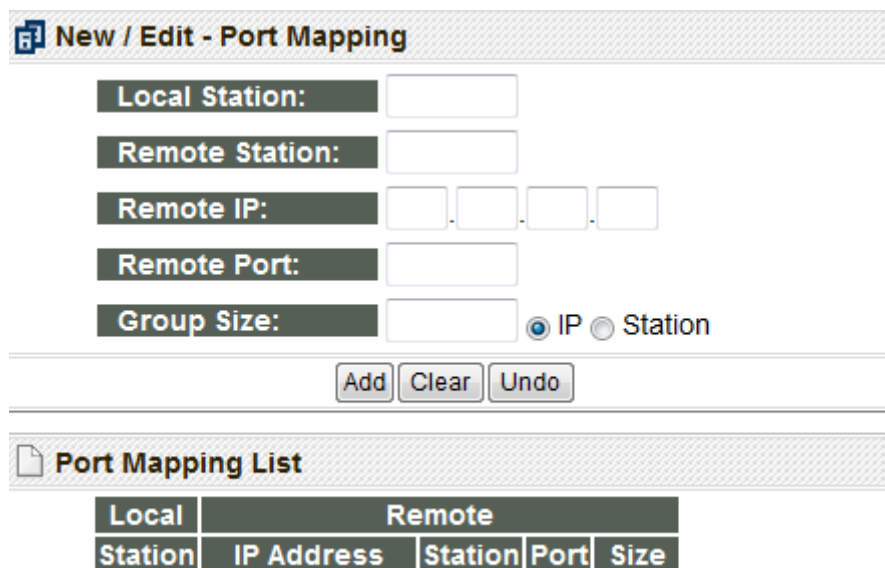 New / Edit - Port Mapping
Local Station:
Remote Station:
Remote IP: . . .
Remote Port:
Group Size: IP Station
Add Clear Undo
Port Mapping List
Local Remote
Station IP Address Station Port Size